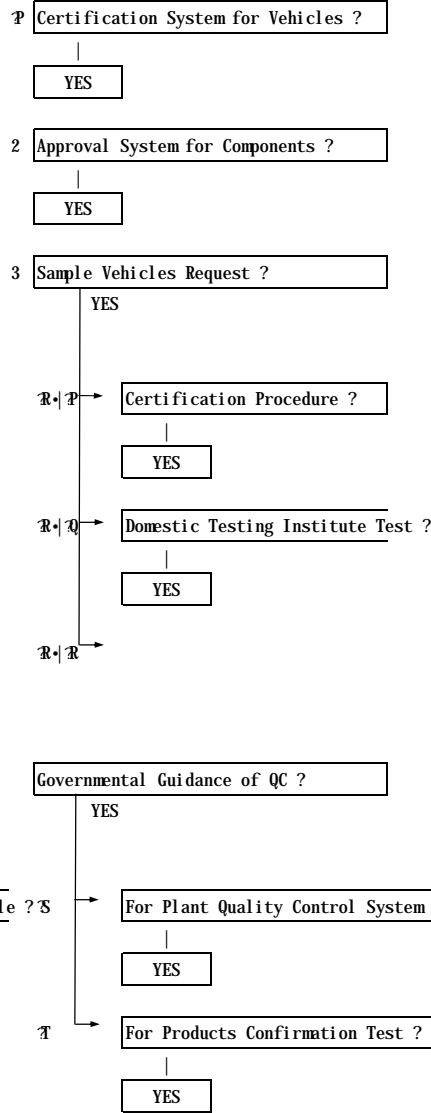 ?P Certification System for Vehicles ?
|
YES
2 Approval System for Components ?
|
YES
3 Sample Vehicles Request ?
YES
?R•|?P Certification Procedure ?
|
YES
?R•|?Q Domestic Testing Institute Test ?
|
YES
?R•|?R
Governmental Guidance of QC ?
YES
le ? ?S For Plant Quality Control System
|
YES
?T For Products Confirmation Test ?
|
YES